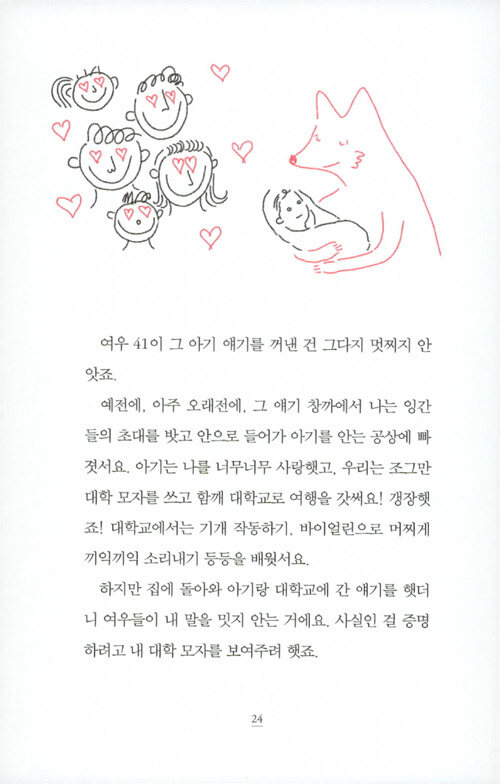 여우 41이 그 아기 얘기를 꺼낸 건 그다지 멋찌지 안
앗죠.
예전에, 아주 오래전에, 그 얘기 창까에서 나는 잉간
들의 초대를 밧고 안으로 들어가 아기를 안는 공상에 빠
젓서요. 아기는 나를 너무너무 사랑햇고, 우리는 조그만
대학 모자를 쓰고 함께 대학교로 여행을 갓써요! 갱장햇
죠! 대학교에서는 기개 작동하기, 바이얼린으로 머찌게
끼익끼익 소리내기 등등을 배웟서요.
하지만 집에 돌아와 아기랑 대학교에 간 얘기를 햇더
니 여우들이 내 말을 밋지 안는 거에요. 사실인 걸 증명
하려고 내 대학 모자를 보여주려 햇죠.
24